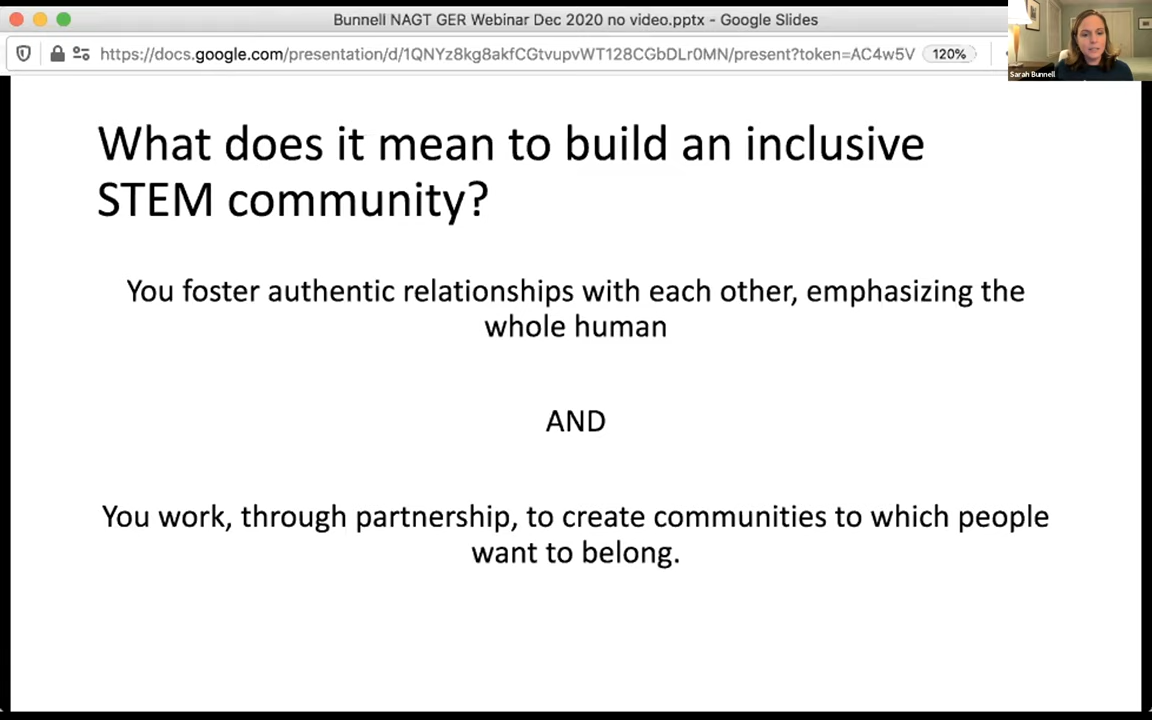 Bunnell NAGT GER Webinar Dec 2020 no video.pptx - Google Slides
https://docs.google.com/presentation/d/1QNYz8kg8akfCGtvupvWT128CGbDLr0MN/present?token=AC4w5V
120%
Sarah Bunnell
What does it mean to build an inclusive
STEM community?
You foster authentic relationships with each other, emphasizing the
whole human
AND
You work, through partnership, to create communities to which people
want to belong.